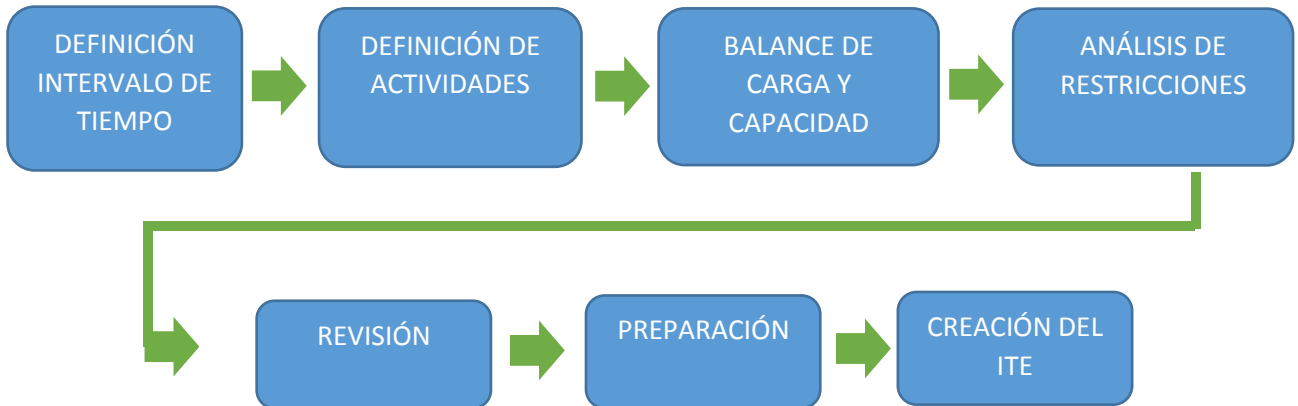 DEFINICIÓN
INTERVALO DE
TIEMPO
DEFINICIÓN DE
ACTIVIDADES
BALANCE DE
CARGA Y
CAPACIDAD
ANÁLISIS DE
RESTRICCIONES
REVISIÓN
PREPARACIÓN
CREACIÓN DEL
ITE